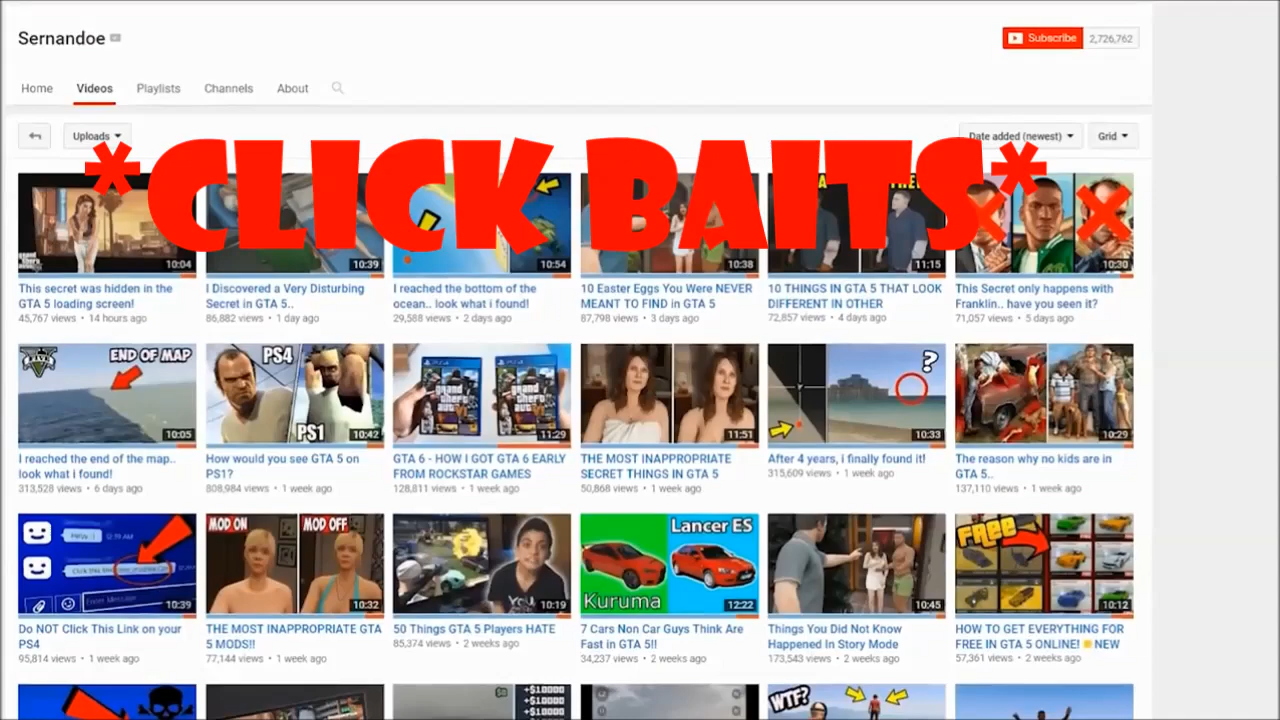 Sernandoe
Subscribe 2,726,762
Home Videos Playlists Channels About
Uploads
Date added (newest) Grid
*CLICK BAITS*
10:04
10:39
10:54
10:38
11:15
10:30
This secret was hidden in the
GTA 5 loading screen!
45,767 views • 14 hours ago
I Discovered a Very Disturbing
Secret in GTA 5..
86,882 views • 1 day ago
I reached the bottom of the
ocean.. look what i found!
29,588 views • 2 days ago
10 Easter Eggs You Were NEVER
MEANT TO FIND in GTA 5
87,798 views • 3 days ago
10 THINGS IN GTA 5 THAT LOOK
DIFFERENT IN OTHER
72,857 views • 4 days ago
This Secret only happens with
Franklin.. have you seen it?
71,057 views • 5 days ago
END OF MAP
10:05
PS4
PS1
10:42
grand theft auto V
grand theft auto V
11:29
11:51
?
10:33
10:29
I reached the end of the map..
look what i found!
313,528 views • 6 days ago
How would you see GTA 5 on
PS1?
808,984 views • 1 week ago
GTA 6 - HOW I GOT GTA 6 EARLY
FROM ROCKSTAR GAMES
128,811 views • 1 week ago
THE MOST INAPPROPRIATE
SECRET THINGS IN GTA 5
50,868 views • 1 week ago
After 4 years, i finally found it!
315,609 views • 1 week ago
The reason why no kids are in
GTA 5..
137,110 views • 1 week ago
Enter Message
10:39
MOD ON MOD OFF
10:32
10:19
Lancer ES
Kuruma
12:22
10:45
FREE
10:12
Do NOT Click This Link on your
PS4
95,814 views • 1 week ago
THE MOST INAPPROPRIATE GTA
5 MODS!!
77,144 views • 1 week ago
50 Things GTA 5 Players HATE
85,374 views • 2 weeks ago
7 Cars Non Car Guys Think Are
Fast in GTA 5!!
34,237 views • 2 weeks ago
Things You Did Not Know
Happened In Story Mode
173,543 views • 2 weeks ago
HOW TO GET EVERYTHING FOR
FREE IN GTA 5 ONLINE! NEW
57,361 views • 2 weeks ago
+$10000
+$10000
WTF?